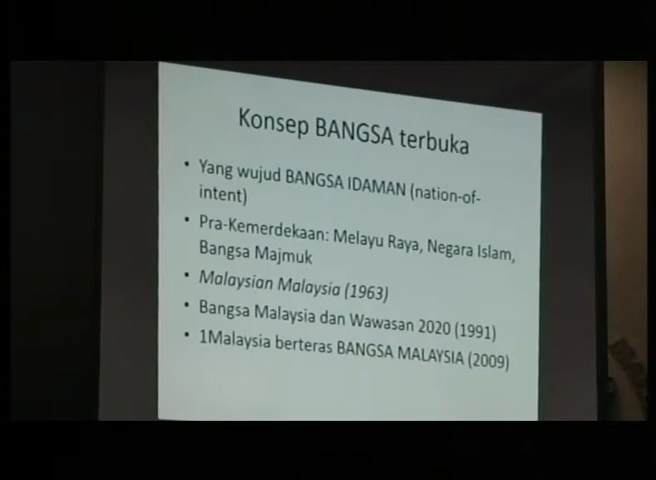 Konsep BANGSA terbuka
• Yang wujud BANGSA IDAMAN (nation-of-
intent)
• Pra-Kemerdekaan: Melayu Raya, Negara Islam,
Bangsa Majmuk
• Malaysian Malaysia (1963)
• Bangsa Malaysia dan Wawasan 2020 (1991)
• 1Malaysia berteras BANGSA MALAYSIA (2009)